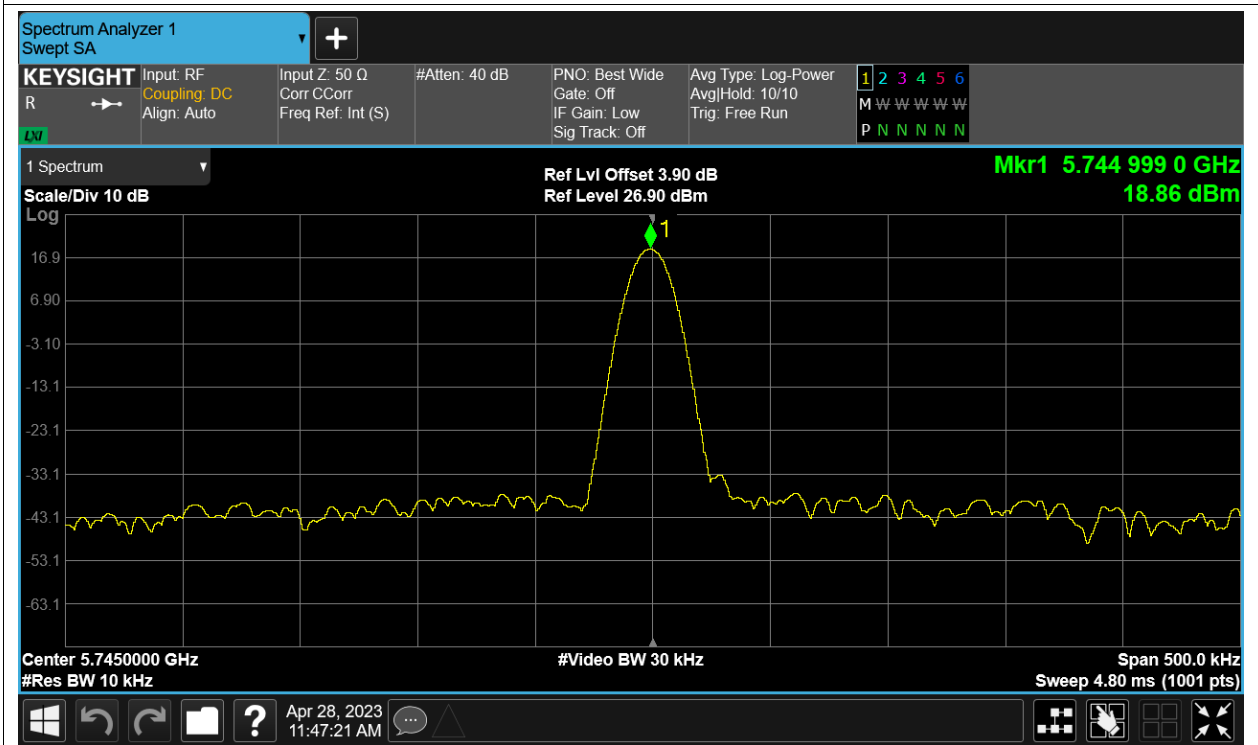 Spectrum Analyzer 1
Swept SA
+
KEYSIGHT
R
LXI
Input: RF
Coupling: DC
Align: Auto
Input Z: 50 Ω
Corr CCorr
Freq Ref: Int (S)
#Atten: 40 dB
PNO: Best Wide
Gate: Off
IF Gain: Low
Sig Track: Off
Avg Type: Log-Power
Avg|Hold: 10/10
Trig: Free Run
1 2 3 4 5 6
M W W W W W W
P N N N N N N
1 Spectrum
Scale/Div 10 dB
Log
Ref Lvl Offset 3.90 dB
Ref Level 26.90 dBm
Mkr1 5.744 999 0 GHz
18.86 dBm
1
16.9
6.90
-3.10
-13.1
-23.1
-33.1
-43.1
-53.1
-63.1
Center 5.7450000 GHz
#Res BW 10 kHz
#Video BW 30 kHz
Span 500.0 kHz
Sweep 4.80 ms (1001 pts)
?
Apr 28, 2023
11:47:21 AM